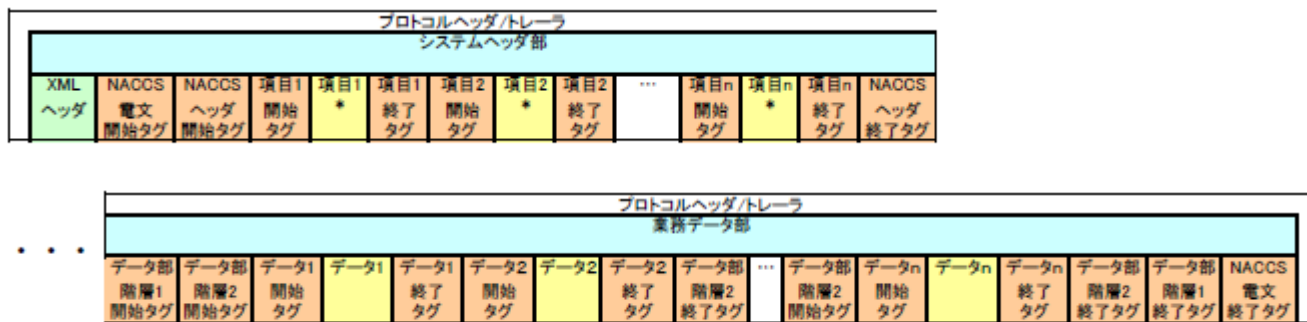 プロトコルヘッダ/トレーラ
システムヘッダ部
XML
ヘッダ
NACCS
電文
開始タグ
NACCS
ヘッダ
開始タグ
項目1
開始
タグ
項目1
*
項目1
終了
タグ
項目2
開始
タグ
項目2
*
項目2
終了
タグ
…
項目n
開始
タグ
項目n
*
項目n
終了
タグ
NACCS
ヘッダ
終了タグ
・・・
プロトコルヘッダ/トレーラ
業務データ部
データ部
階層1
開始タグ
データ部
階層2
開始タグ
データ1
開始
タグ
データ1
データ1
終了
タグ
データ2
開始
タグ
データ2
データ2
終了
タグ
データ部
階層2
終了タグ
…
データ部
階層2
開始タグ
データn
開始
タグ
データn
データn
終了
タグ
データ部
階層2
終了タグ
データ部
階層1
終了タグ
NACCS
電文
終了タグ